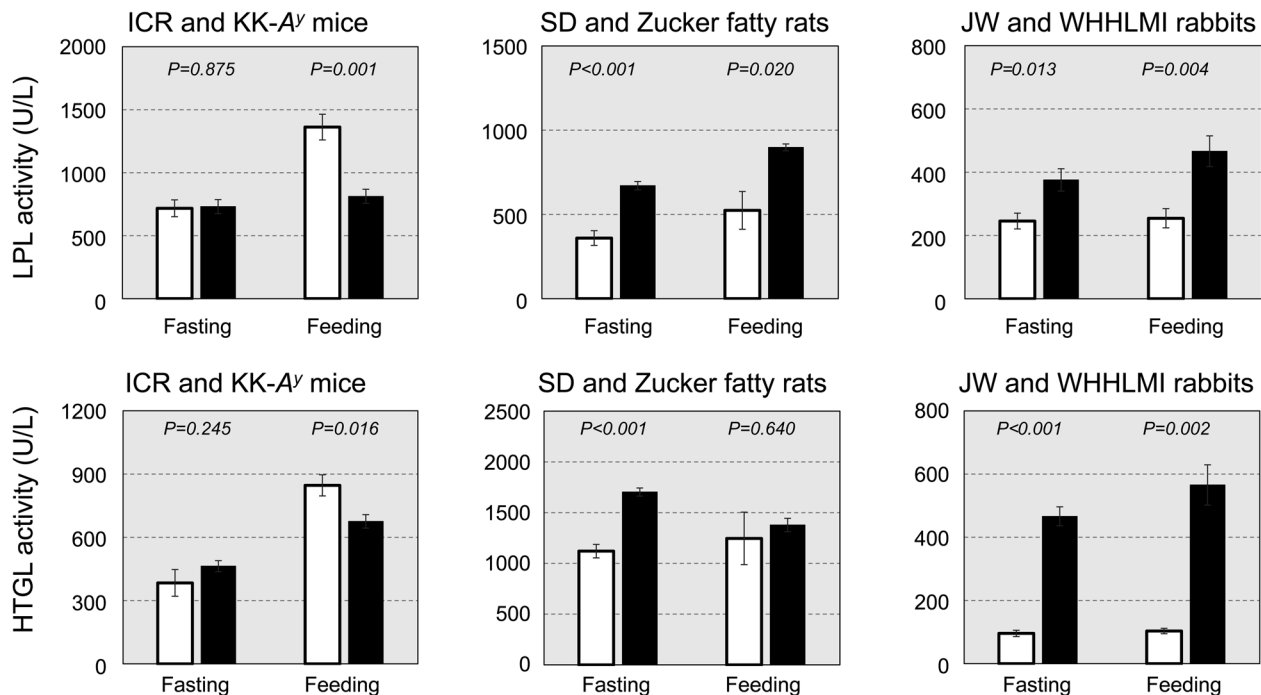 ICR and KK-Aʸ mice
LPL activity (U/L)
2000
1500
1000
500
0
P=0.875 P=0.001
Fasting Feeding
SD and Zucker fatty rats
1500
1000
500
0
P<0.001 P=0.020
Fasting Feeding
JW and WHHLMI rabbits
800
600
400
200
0
P=0.013 P=0.004
Fasting Feeding
ICR and KK-Aʸ mice
HTGL activity (U/L)
1200
900
600
300
0
P=0.245 P=0.016
Fasting Feeding
SD and Zucker fatty rats
2500
2000
1500
1000
500
0
P<0.001 P=0.640
Fasting Feeding
JW and WHHLMI rabbits
800
600
400
200
0
P<0.001 P=0.002
Fasting Feeding